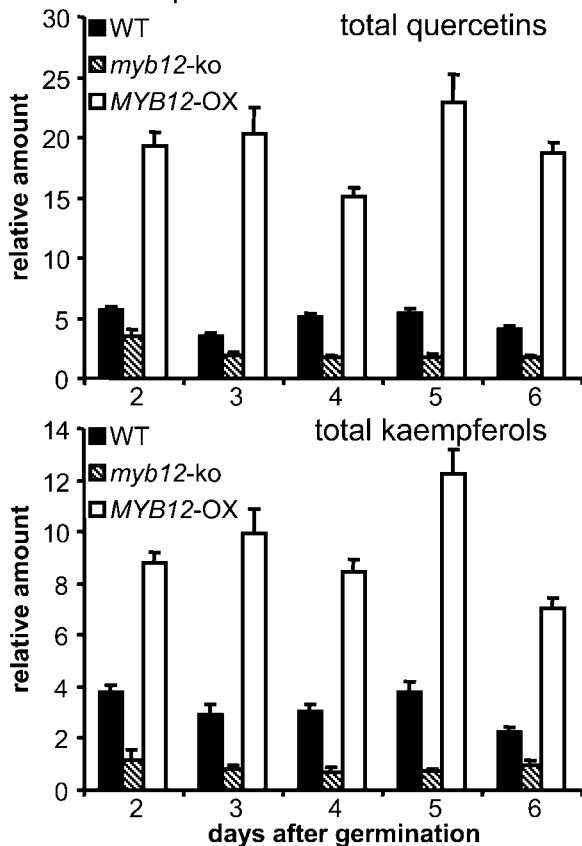 30
total quercetins
WT
25
myb12-ko
MYB12-OX
20
relative amount
15
10
5
0
2 3 4 5 6
14
total kaempferols
WT
12
myb12-ko
MYB12-OX
10
relative amount
8
6
4
2
0
2 3 4 5 6
days after germination